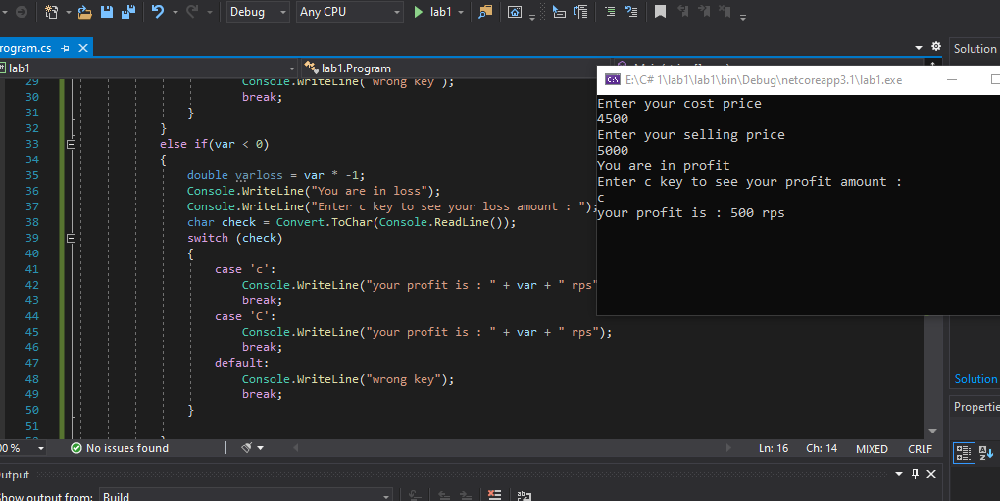 Debug Any CPU lab1
rogram.cs
Solution
lab1 lab1.Program
E:\C# 1\lab1\lab1\bin\Debug\netcoreapp3.1\lab1.exe
Enter your cost price
4500
Enter your selling price
5000
You are in profit
Enter c key to see your profit amount :
c
your profit is : 500 rps
29 Console.WriteLine("wrong key");
30 break;
31 }
32 }
33 else if(var < 0)
34 {
35 double varloss = var * -1;
36 Console.WriteLine("You are in loss");
37 Console.WriteLine("Enter c key to see your loss amount : ");
38 char check = Convert.ToChar(Console.ReadLine());
39 switch (check)
40 {
41 case 'c':
42 Console.WriteLine("your profit is : " + var + " rps"
43 break;
44 case 'C':
45 Console.WriteLine("your profit is : " + var + " rps");
46 break;
47 default:
48 Console.WriteLine("wrong key");
49 break;
50 }
51
Solution
Propertie
00 % No issues found Ln: 16 Ch: 14 MIXED CRLF
utput
how output from: Build